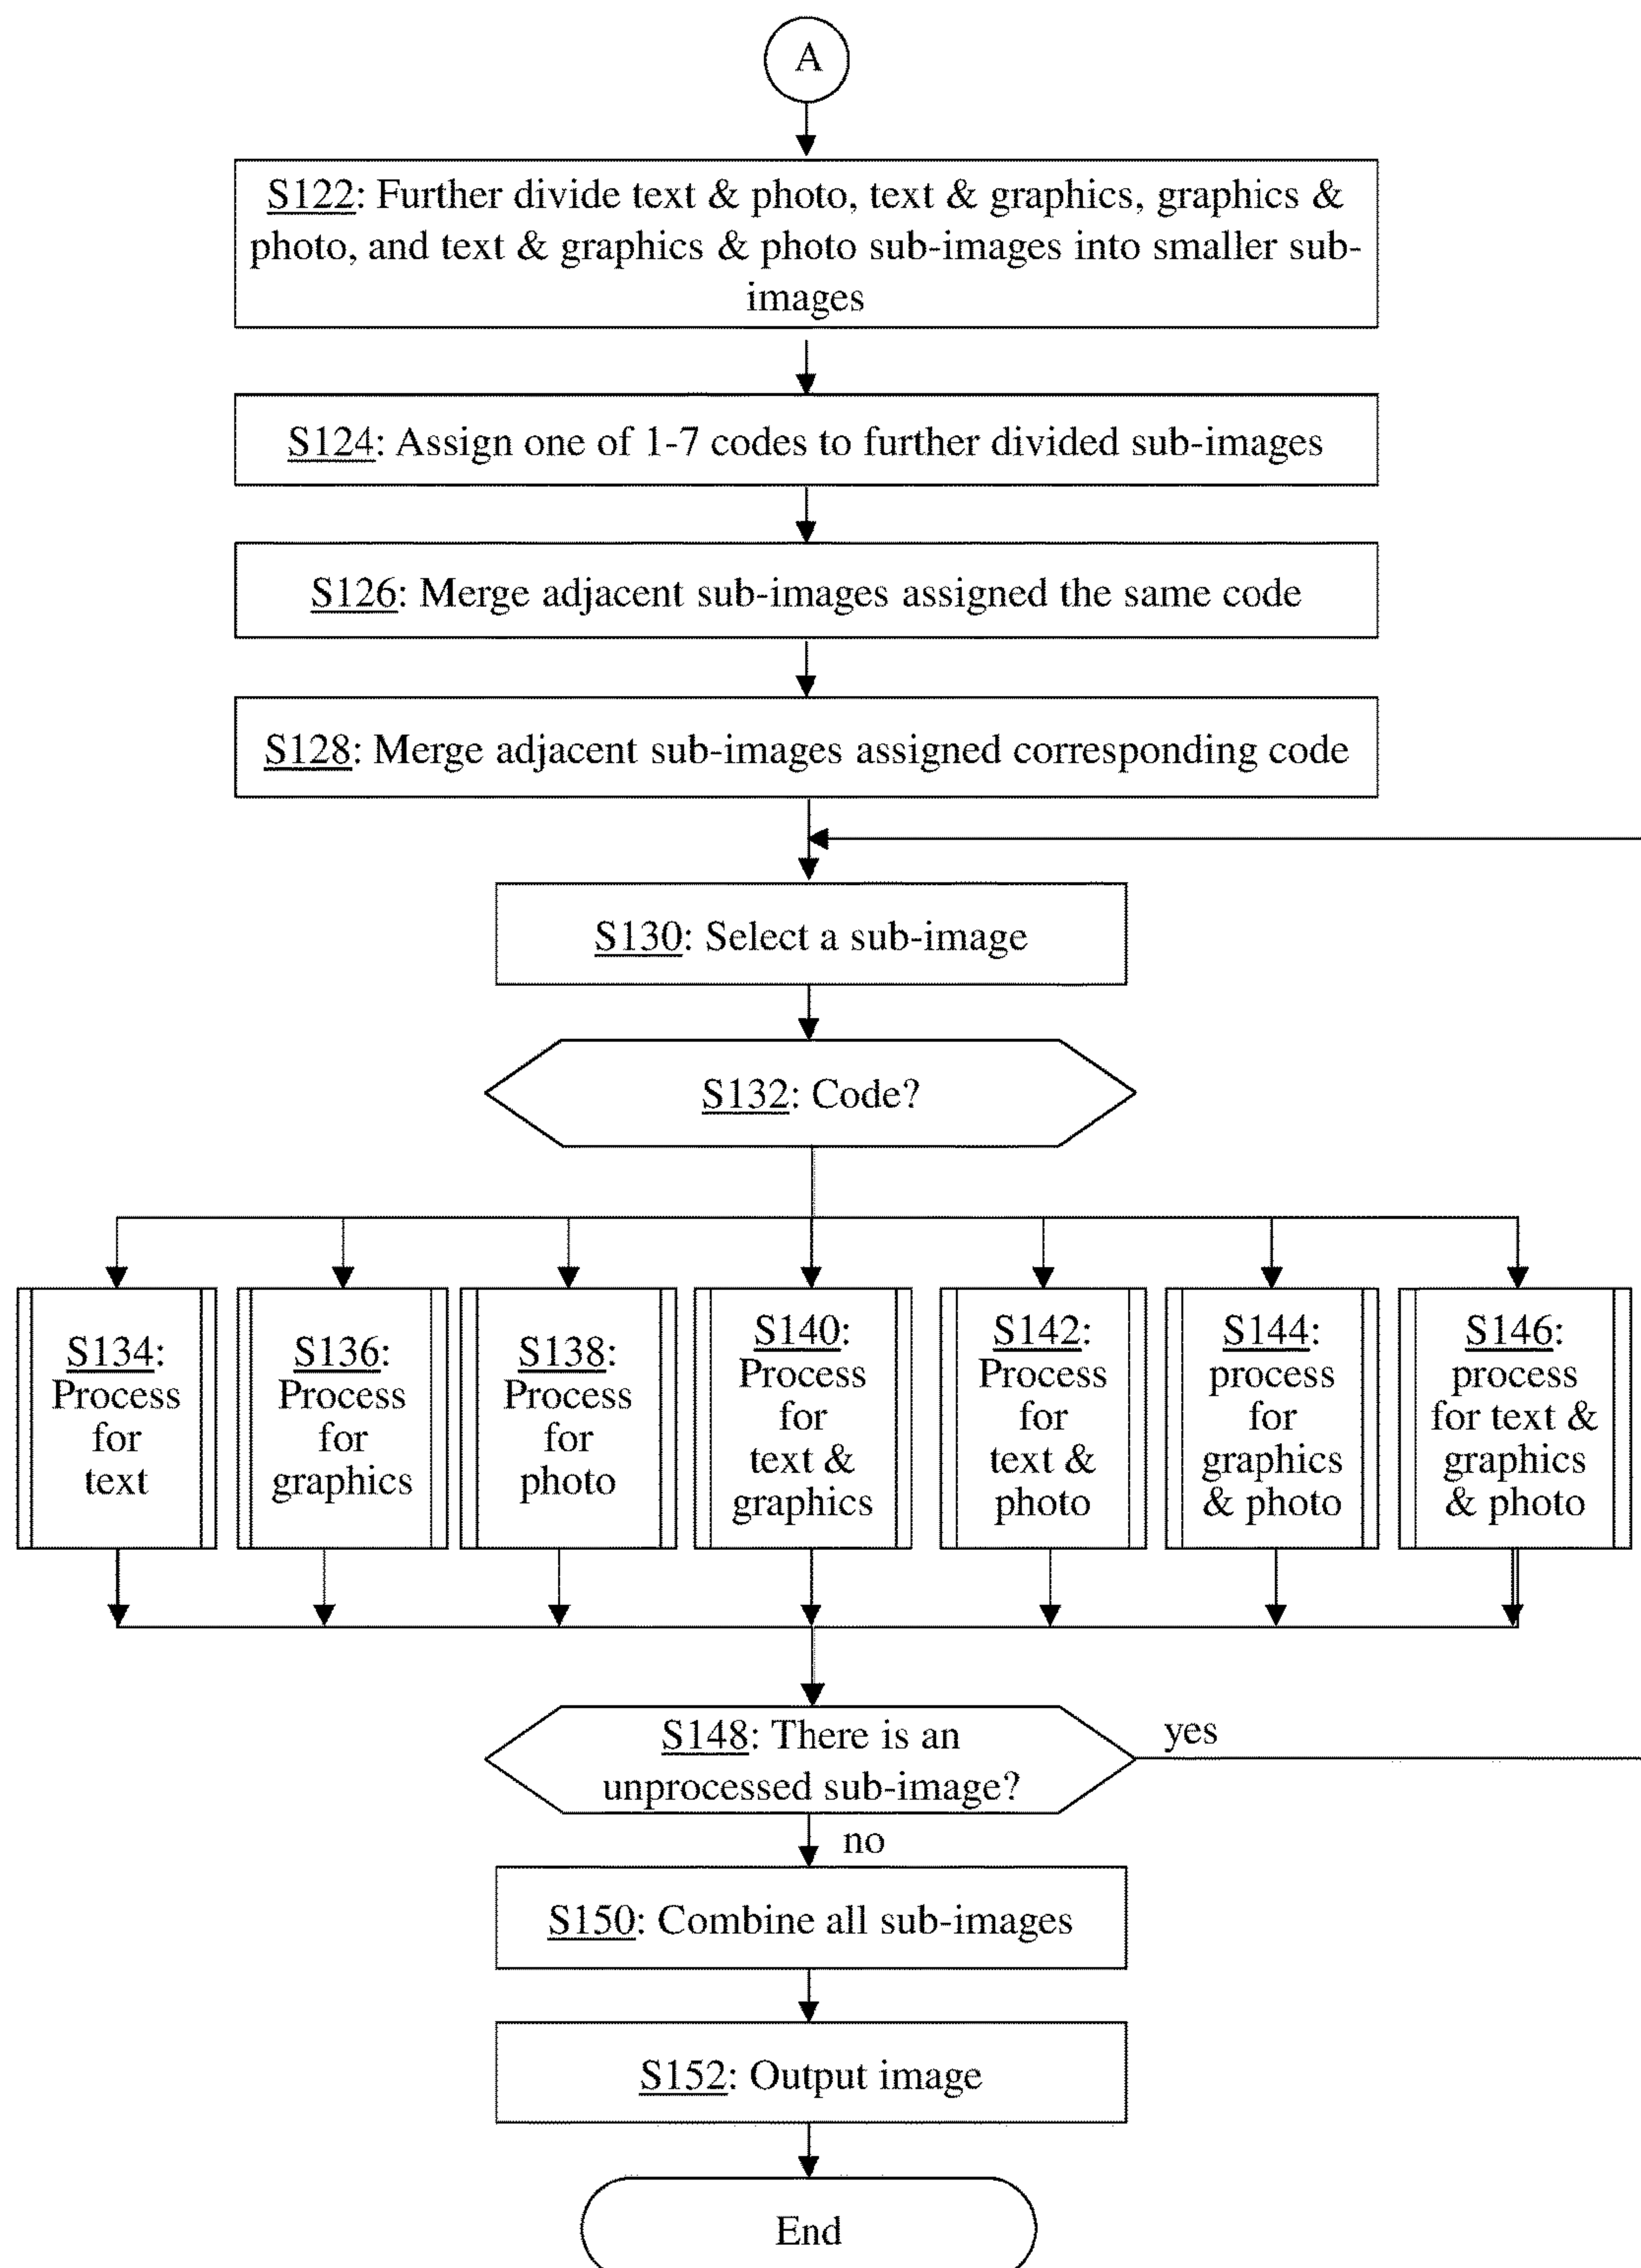 A
S122: Further divide text & photo, text & graphics, graphics &
photo, and text & graphics & photo sub-images into smaller sub-
images
S124: Assign one of 1-7 codes to further divided sub-images
S126: Merge adjacent sub-images assigned the same code
S128: Merge adjacent sub-images assigned corresponding code
S130: Select a sub-image
S132: Code?
S134:
Process
for
text
S136:
Process
for
graphics
S138:
Process
for
photo
S140:
Process
for
text &
graphics
S142:
Process
for
text &
photo
S144:
process
for
graphics
& photo
S146:
process
for text &
graphics
& photo
S148: There is an
unprocessed sub-image?
yes
no
S150: Combine all sub-images
S152: Output image
End